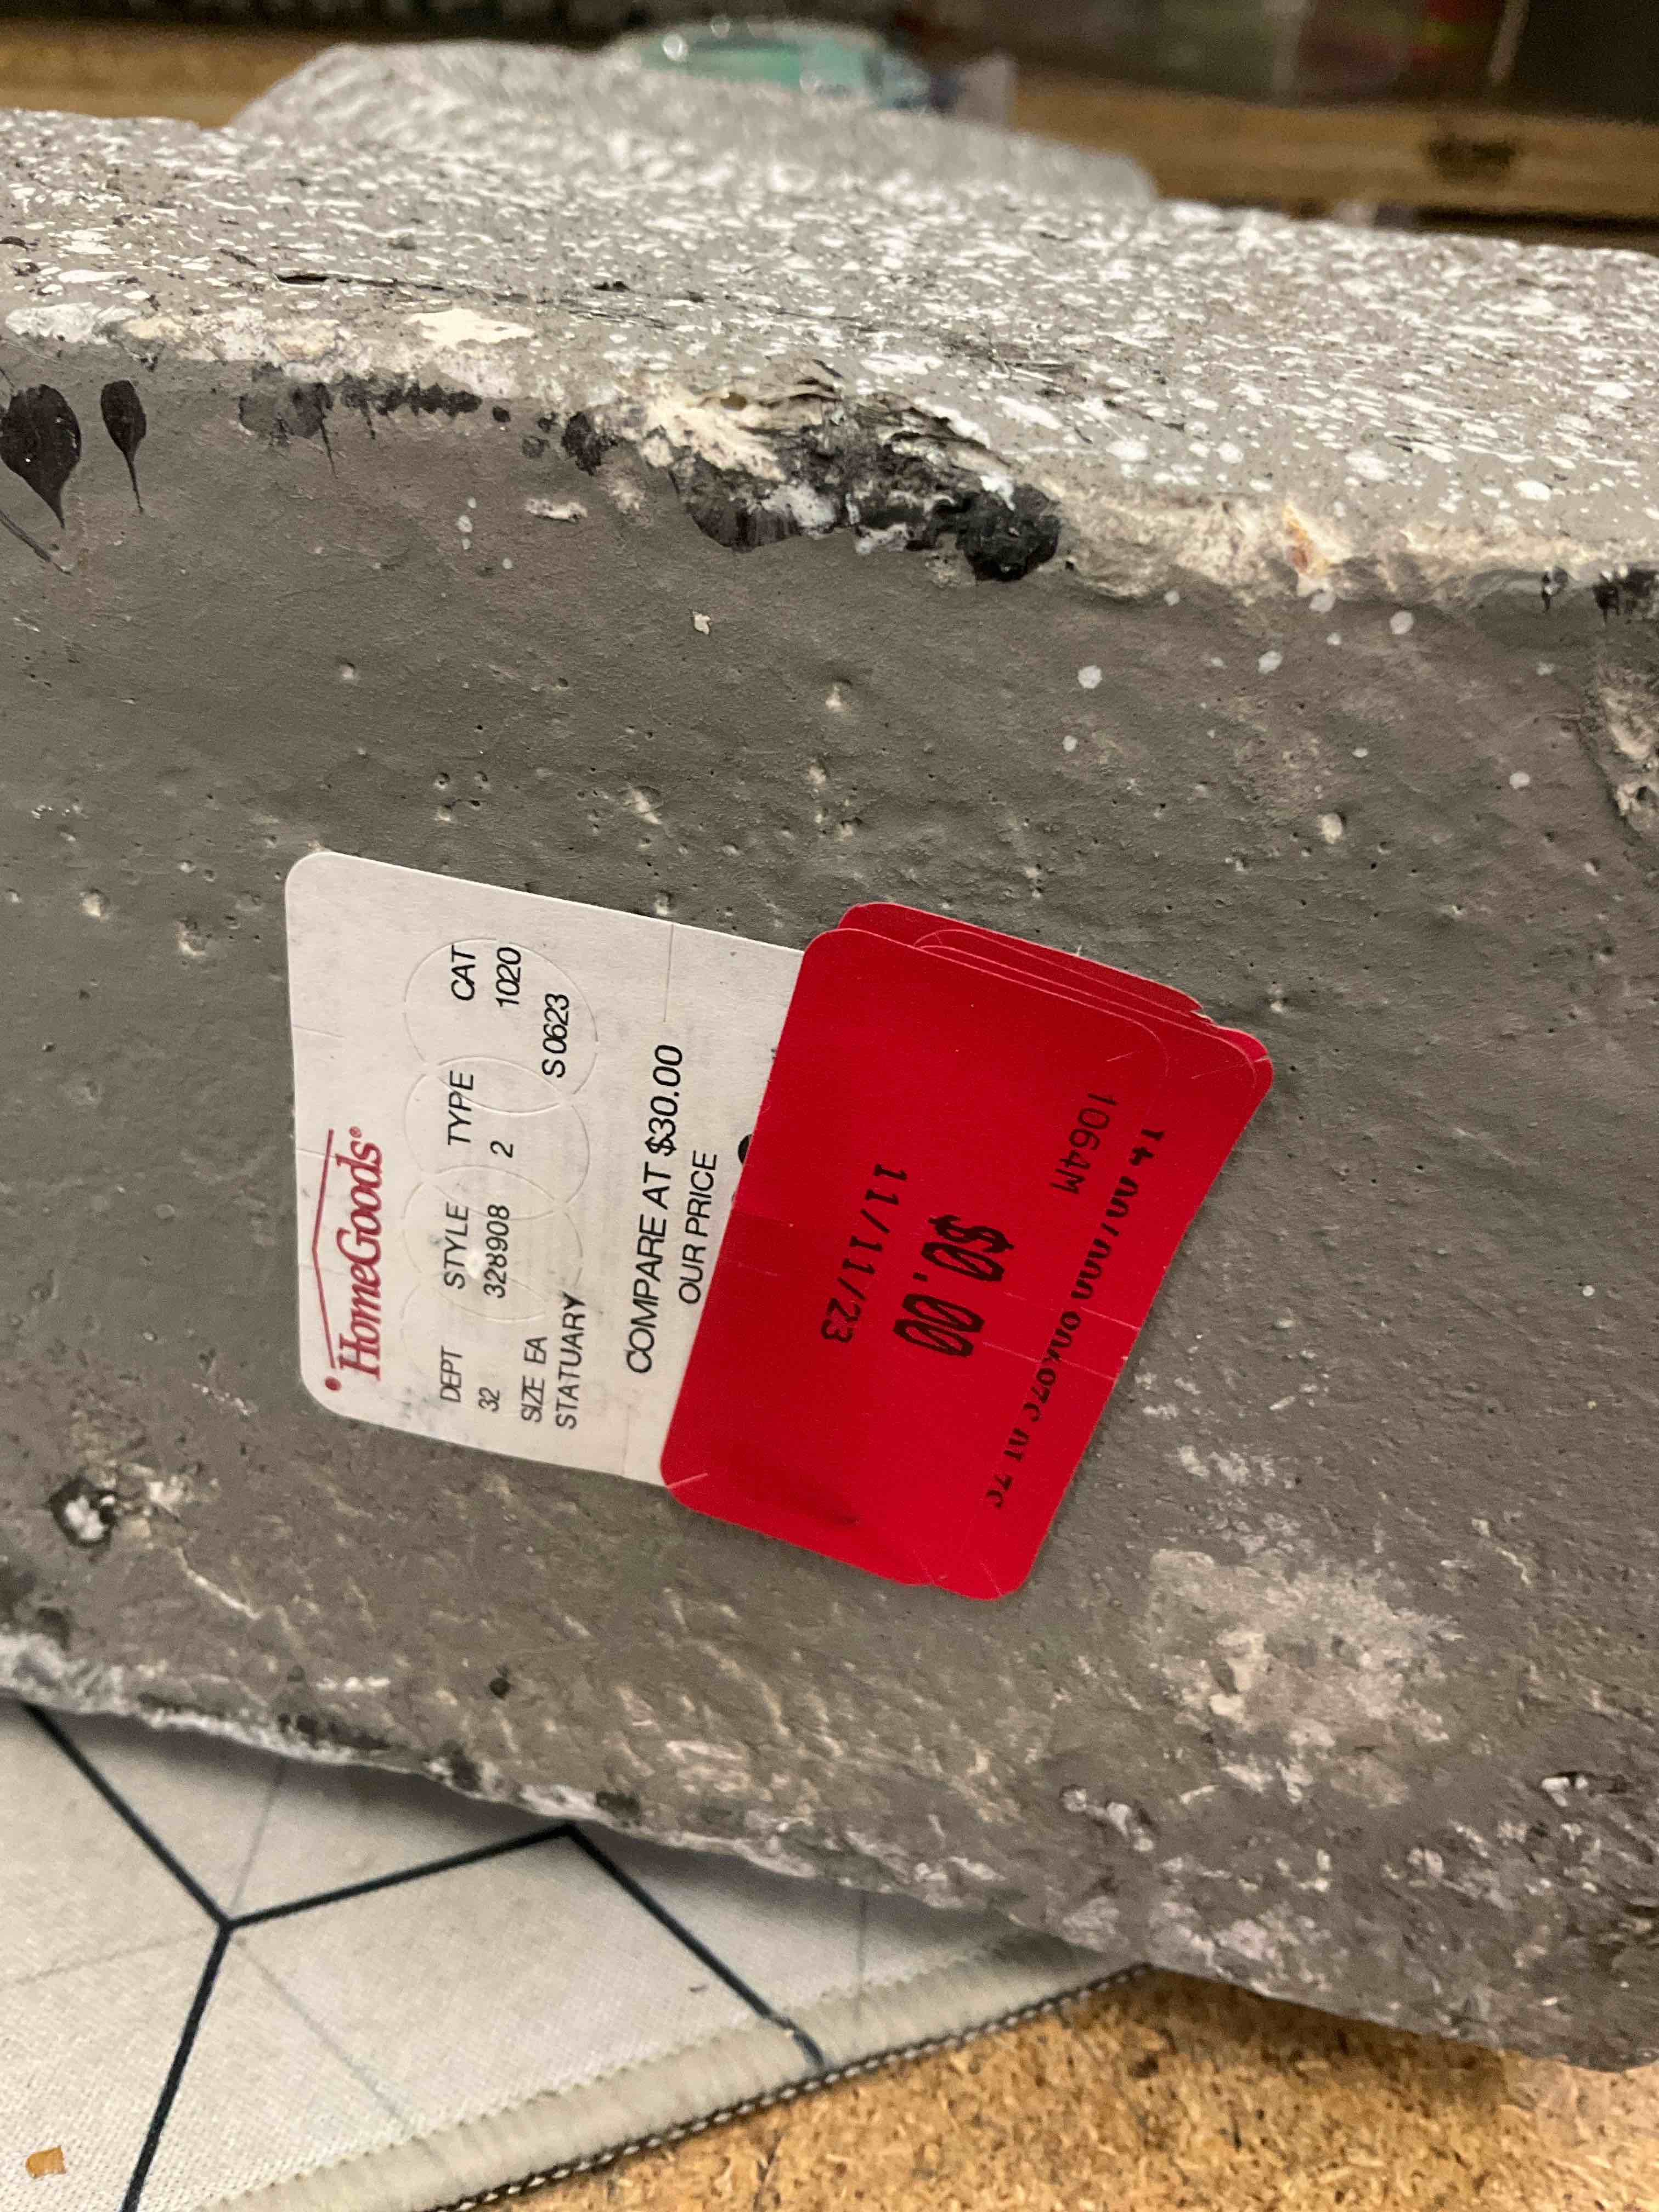 HomeGoods®
DEPT STYLE TYPE CAT
32 328908 2 1020
SIZE EA S0623
STATUARY
COMPARE AT $30.00
OUR PRICE
1064M
$0.00
11/11/23